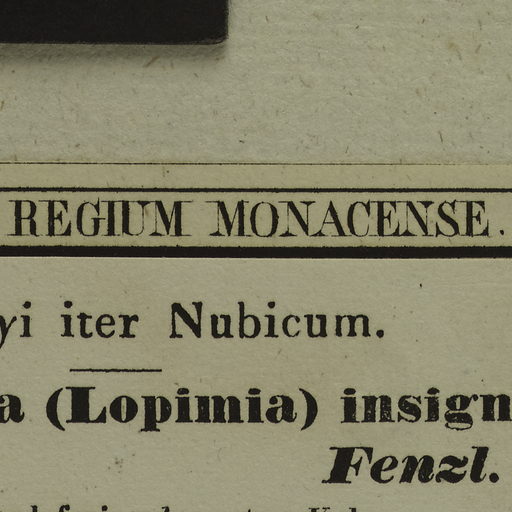 REGIUM MONACENSE.
yi iter Nubicum.
a (Lopimia) insign
Fenzl.